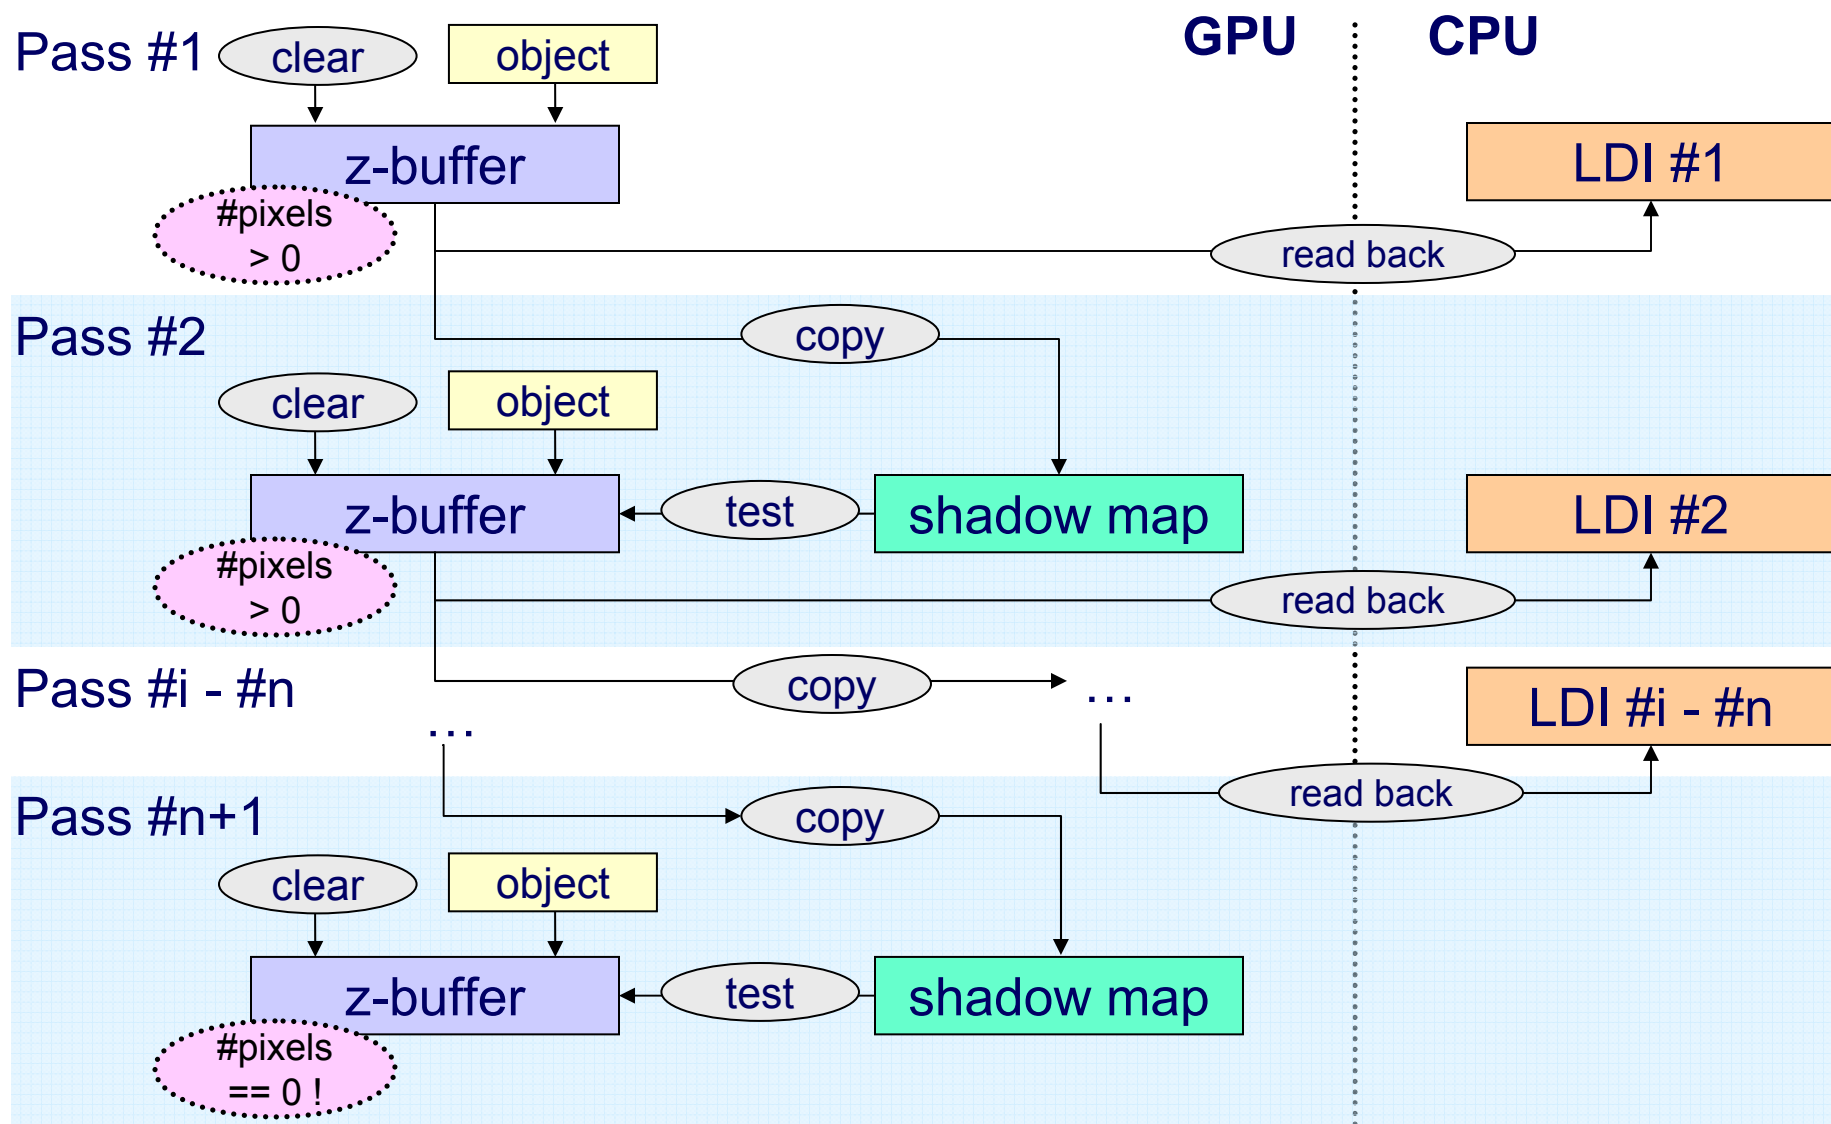 Pass #1
clear
object
GPU
CPU
z-buffer
LDI #1
#pixels
> 0
read back
Pass #2
copy
clear
object
z-buffer
test
shadow map
LDI #2
#pixels
> 0
read back
Pass #i - #n
copy
...
LDI #i - #n
...
read back
Pass #n+1
copy
clear
object
z-buffer
test
shadow map
#pixels
== 0 !